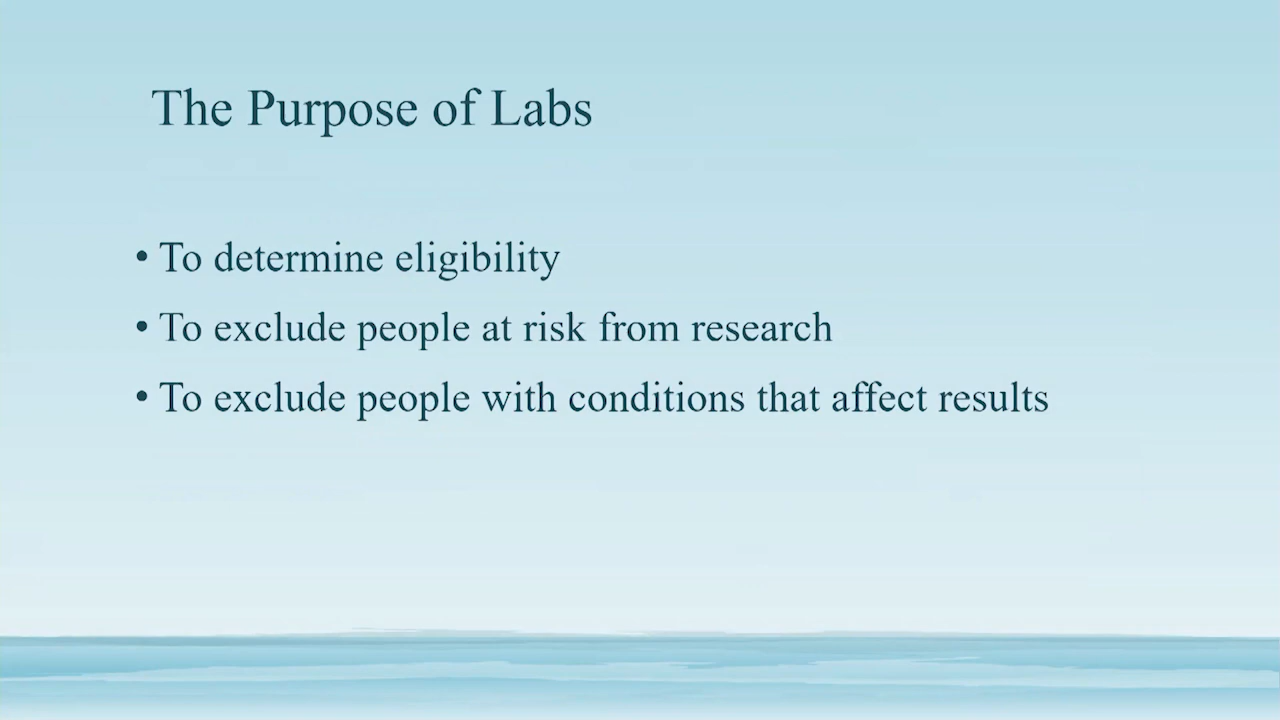 The Purpose of Labs
• To determine eligibility
• To exclude people at risk from research
• To exclude people with conditions that affect results